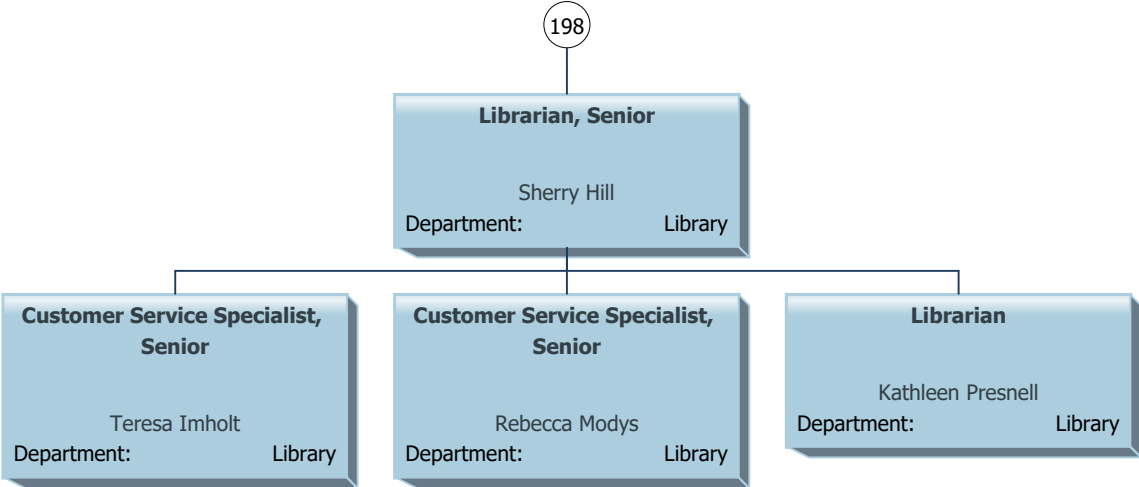 198
Librarian, Senior
Sherry Hill
Department: Library
Customer Service Specialist,
Senior
Teresa Imholt
Department: Library
Customer Service Specialist,
Senior
Rebecca Modys
Department: Library
Librarian
Kathleen Presnell
Department: Library